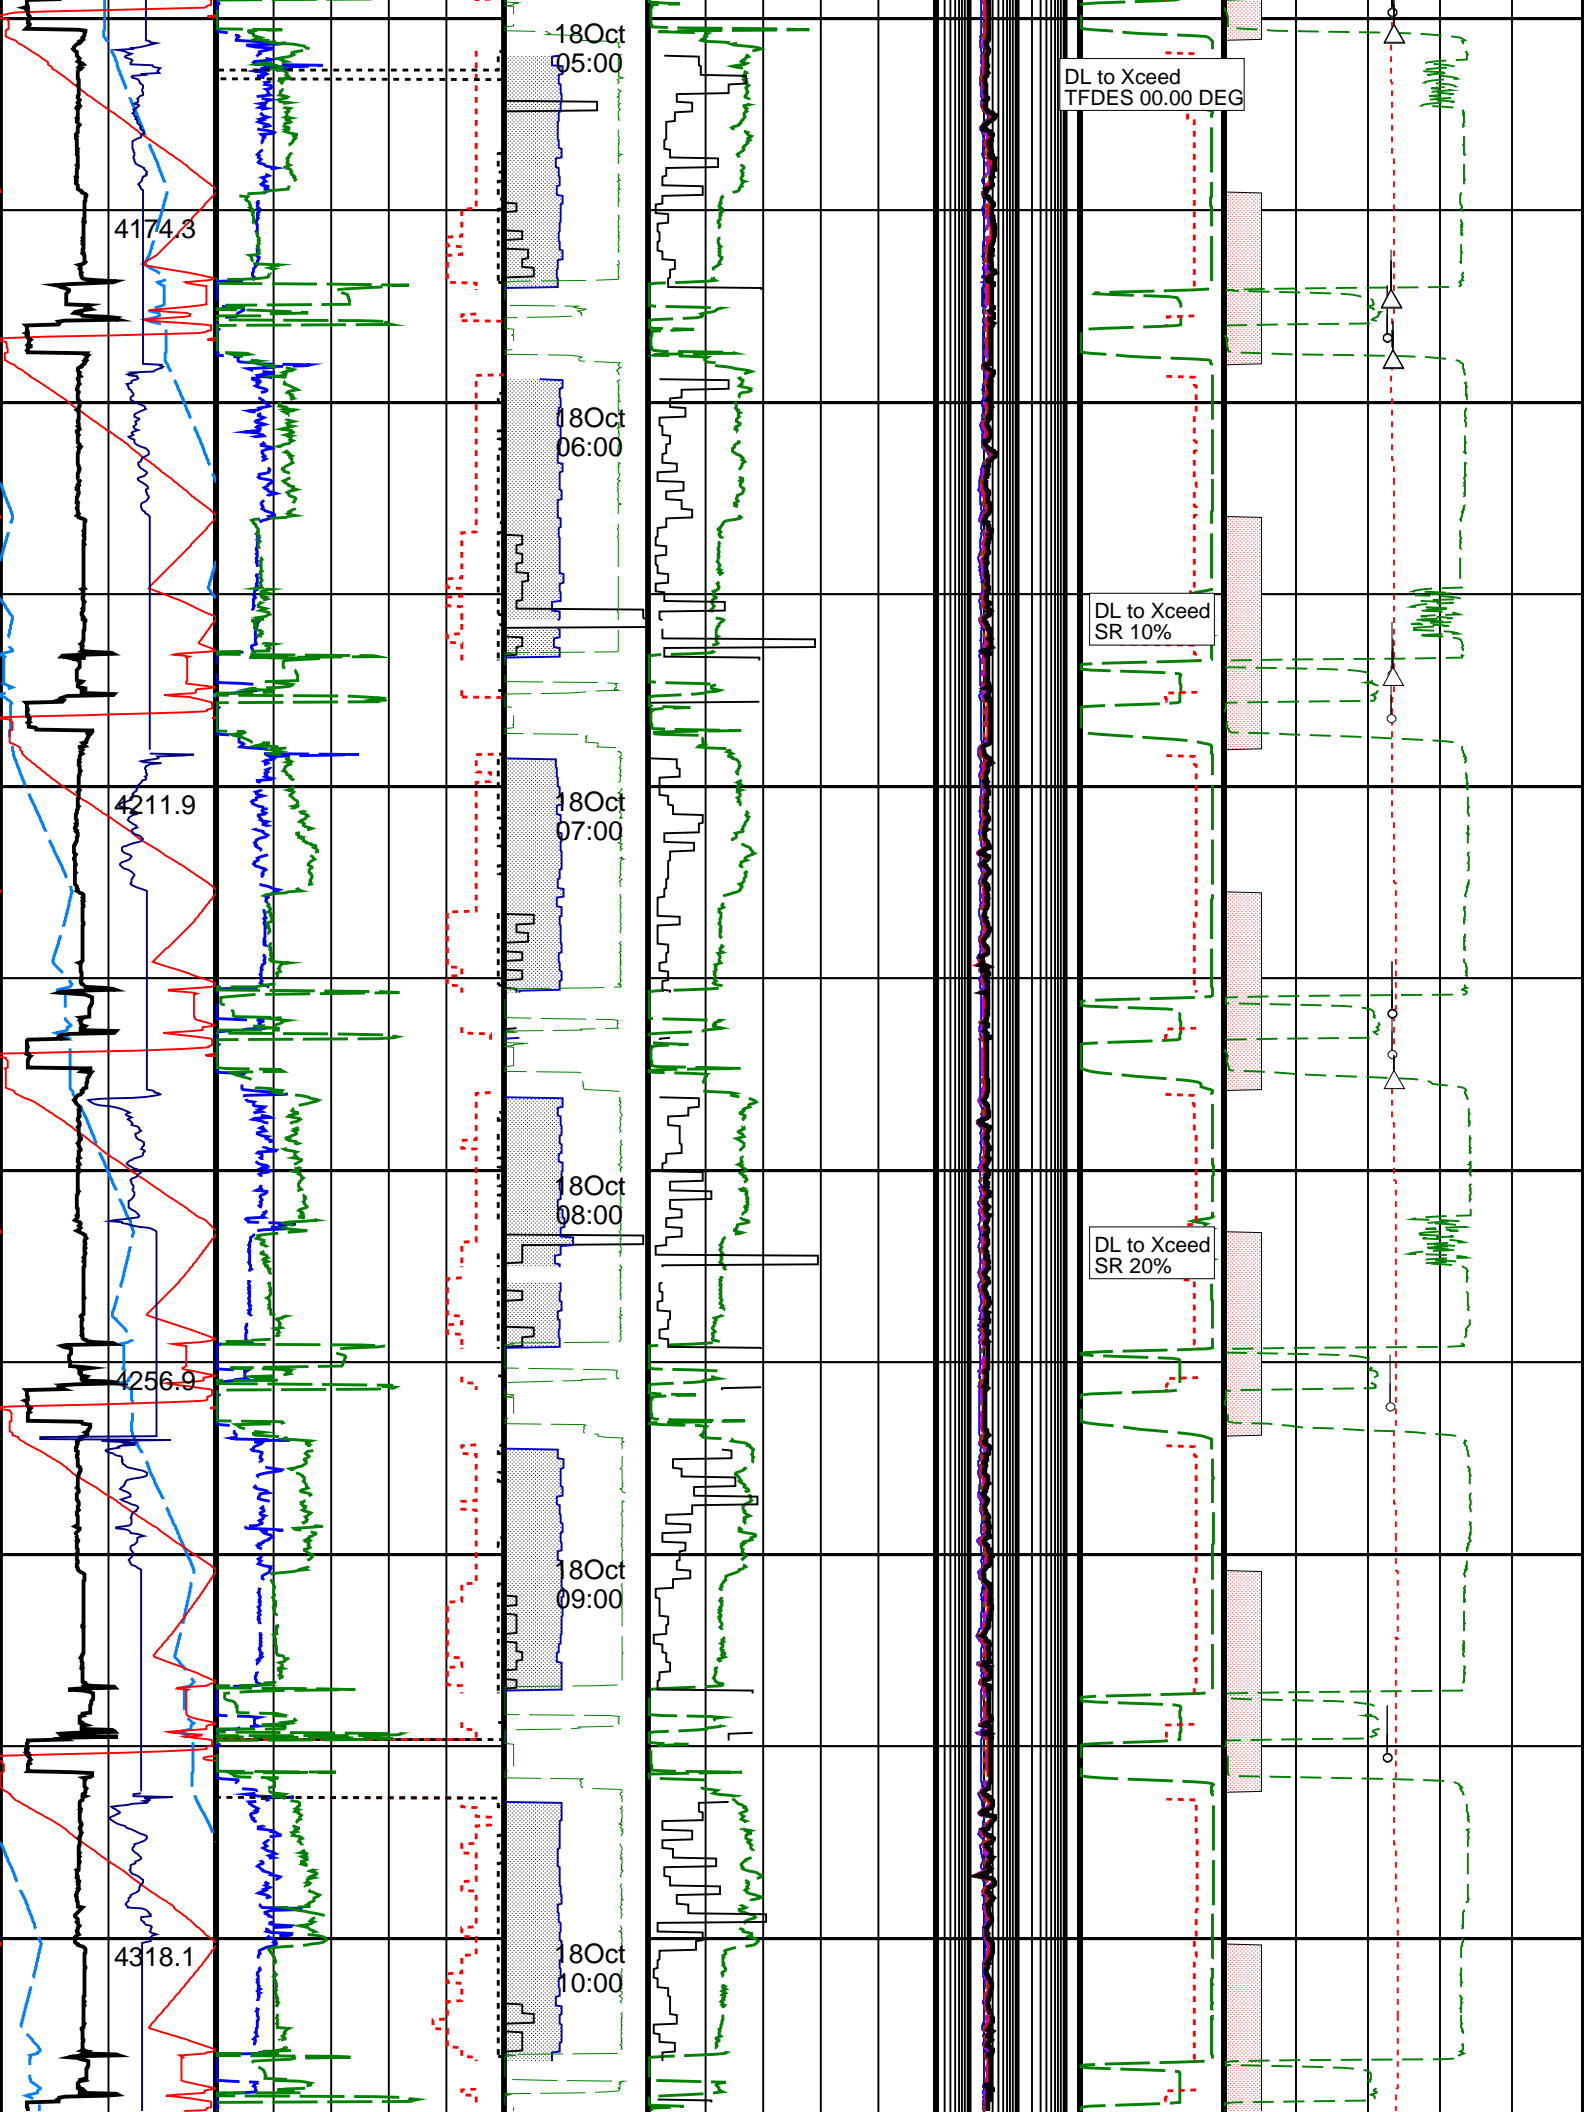 18Oct
05:00
DL to Xceed
TFDES 00.00 DEG
4174.3
18Oct
06:00
DL to Xceed
SR 10%
4211.9
18Oct
07:00
18Oct
08:00
DL to Xceed
SR 20%
4256.9
18Oct
09:00
4318.1
18Oct
10:00